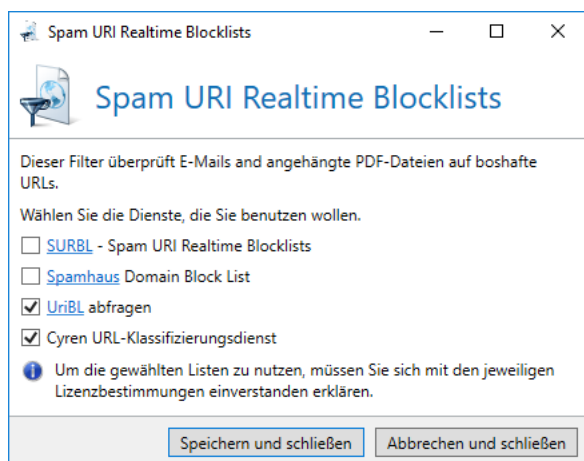 Spam URI Realtime Blocklists
Spam URI Realtime Blocklists
Dieser Filter überprüft E-Mails and angehängte PDF-Dateien auf boshafte
URLs.
Wählen Sie die Dienste, die Sie benutzen wollen.
SURBL - Spam URI Realtime Blocklists
Spamhaus Domain Block List
UriBL abfragen
Cyren URL-Klassifizierungsdienst
Um die gewählten Listen zu nutzen, müssen Sie sich mit den jeweiligen
Lizenzbestimmungen einverstanden erklären.
Speichern und schließen Abbrechen und schließen